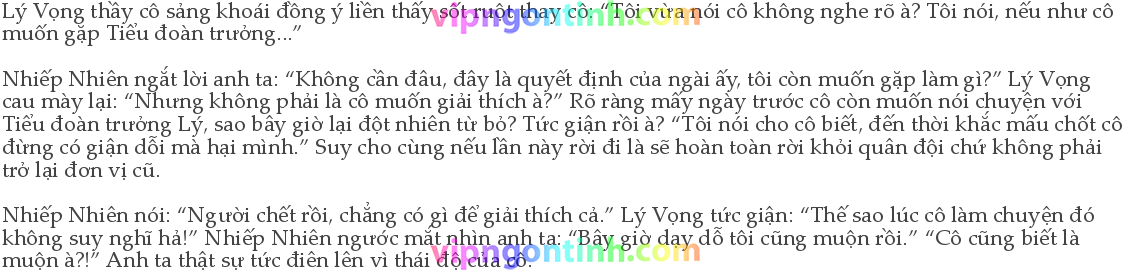 Lý Vọng thầy cô sảng khoái đồng ý liền thấy sốt ruột thay cô: “Tôi vừa nói cô không nghe rõ à? Tôi nói, nếu như cô
muốn gặp Tiểu đoàn trưởng...”
vipngontinh.com
Nhiếp Nhiên ngắt lời anh ta: “Không cần đâu, đây là quyết định của ngài ấy, tôi còn muốn gặp làm gì?” Lý Vọng
cau mày lại: “Nhưng không phải là cô muốn giải thích à?” Rõ ràng mấy ngày trước cô còn muốn nói chuyện với
Tiểu đoàn trưởng Lý, sao bây giờ lại đột nhiên từ bỏ? Tức giận rồi à? “Tôi nói cho cô biết, đến thời khắc mấu chốt cô
đừng có giận dỗi mà hại mình.” Suy cho cùng nếu lần này rời đi là sẽ hoàn toàn rời khỏi quân đội chứ không phải
trở lại đơn vị cũ.
Nhiếp Nhiên nói: “Người chết rồi, chẳng có gì để giải thích cả.” Lý Vọng tức giận: “Thế sao lúc cô làm chuyện đó
không suy nghĩ hả!” Nhiếp Nhiên ngước mắt nhìn anh ta: “Bây giờ dạy dỗ tôi cũng muộn rồi.” “Cô cũng biết là
muộn à?!” Anh ta thật sự tức điên lên vì thái độ của cô.
vipngontinh.com